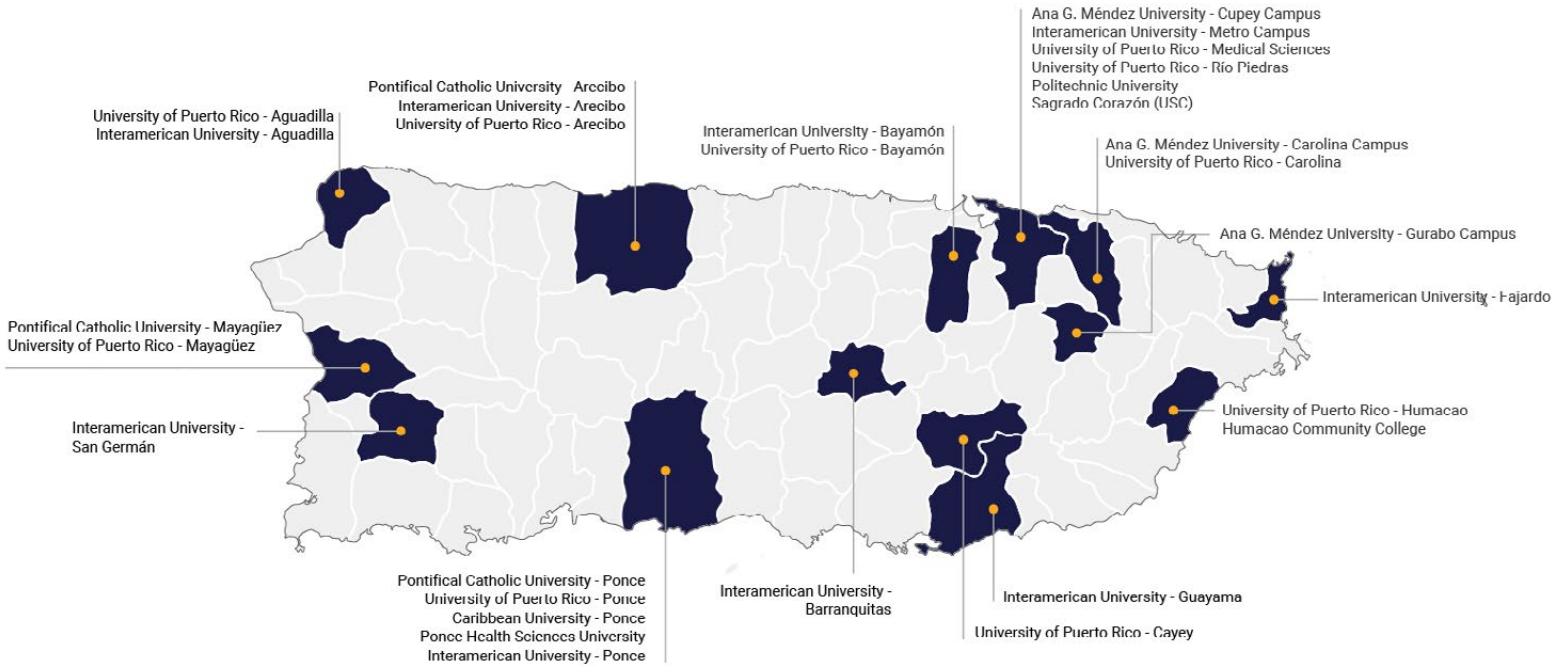 Ana G. Méndez University - Cupey Campus
Interamerican University - Metro Campus
University of Puerto Rico - Medical Sciences
University of Puerto Rico - Río Piedras
Politechnic University
Sagrado Corazón (USC)
Pontifical Catholic University - Arecibo
Interamerican University - Arecibo
University of Puerto Rico - Arecibo
University of Puerto Rico - Aguadilla
Interamerican University - Aguadilla
Interamerican University - Bayamón
University of Puerto Rico - Bayamón
Ana G. Méndez University - Carolina Campus
University of Puerto Rico - Carolina
Ana G. Méndez University - Gurabo Campus
Interamerican University - Fajardo
Pontifical Catholic University - Mayagüez
University of Puerto Rico - Mayagüez
Interamerican University -
San Germán
University of Puerto Rico - Humacao
Humacao Community College
Pontifical Catholic University - Ponce
University of Puerto Rico - Ponce
Caribbean University - Ponce
Ponce Health Sciences University
Interamerican University - Ponce
Interamerican University -
Barranquitas
Interamerican University - Guayama
University of Puerto Rico - Cayey